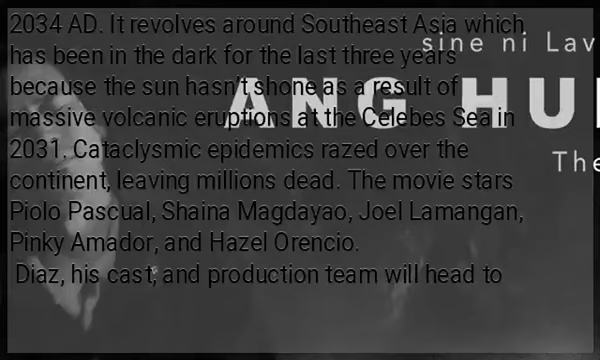 2034 AD. It revolves around Southeast Asia which
has been in the dark for the last three years
because the sun hasn't shone as a result of
massive volcanic eruptions at the Celebes Sea in
2031. Cataclysmic epidemics razed over the
continent, leaving millions dead. The movie stars
Piolo Pascual, Shaina Magdayao, Joel Lamangan,
Pinky Amador, and Hazel Orencio.
Diaz, his cast, and production team will head to
sine ni Lav
ANG HU
The